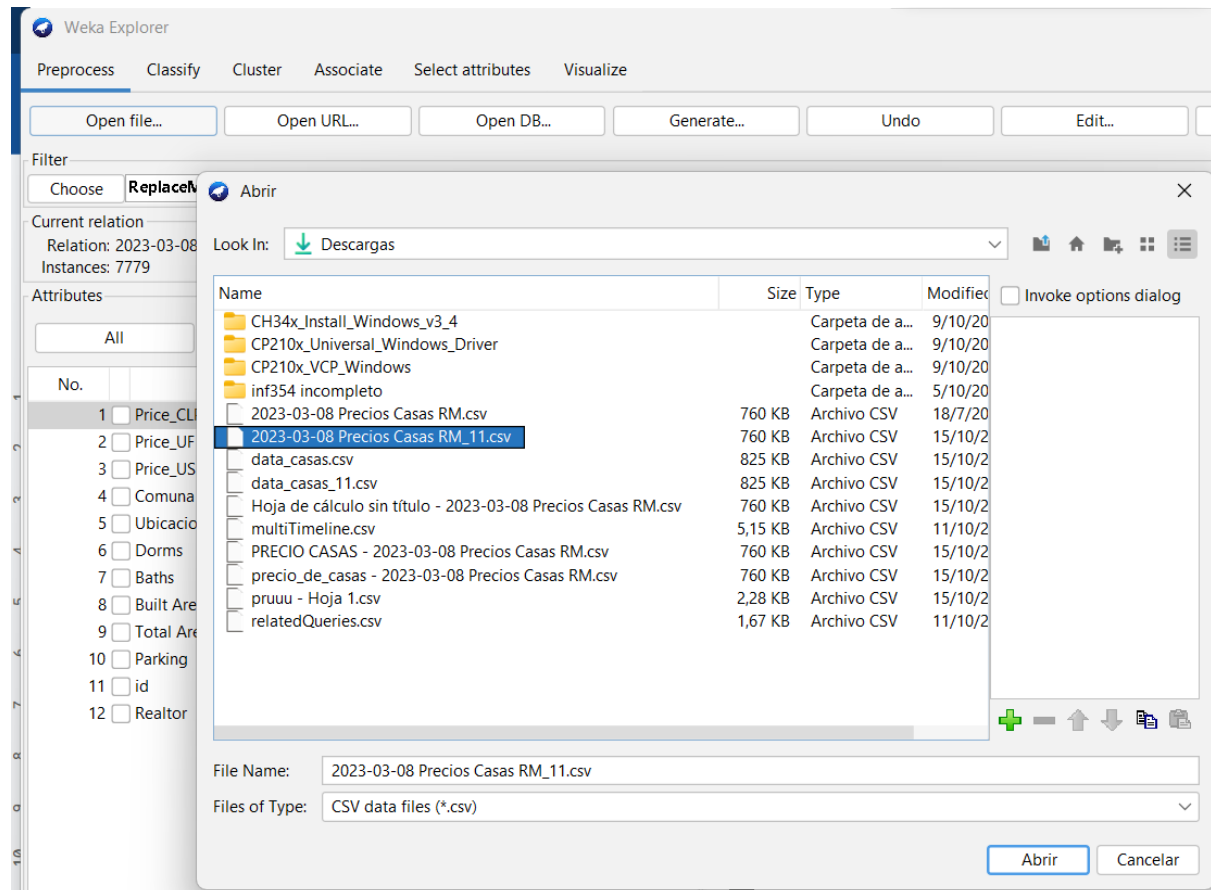 Weka Explorer
Preprocess Classify Cluster Associate Select attributes Visualize
Open file... Open URL... Open DB... Generate... Undo Edit...
Filter
Choose ReplaceM
Abrir
Current relation
Relation: 2023-03-08
Instances: 7779
Look In: Descargas
Attributes
All
No.
1 Price_CL
2 Price_UF
3 Price_US
4 Comuna
5 Ubicacio
6 Dorms
7 Baths
8 Built Are
9 Total Are
10 Parking
11 id
12 Realtor
Name Size Type Modified
Invoke options dialog
CH34x_Install_Windows_v3_4 Carpeta de a... 9/10/20
CP210x_Universal_Windows_Driver Carpeta de a... 9/10/20
CP210x_VCP_Windows Carpeta de a... 9/10/20
inf354 incompleto Carpeta de a... 5/10/20
2023-03-08 Precios Casas RM.csv 760 KB Archivo CSV 18/7/20
2023-03-08 Precios Casas RM_11.csv 760 KB Archivo CSV 15/10/2
data_casas.csv 825 KB Archivo CSV 15/10/2
data_casas_11.csv 825 KB Archivo CSV 15/10/2
Hoja de cálculo sin título - 2023-03-08 Precios Casas RM.csv 760 KB Archivo CSV 15/10/2
multiTimeline.csv 5,15 KB Archivo CSV 11/10/2
PRECIO CASAS - 2023-03-08 Precios Casas RM.csv 760 KB Archivo CSV 15/10/2
precio_de_casas - 2023-03-08 Precios Casas RM.csv 760 KB Archivo CSV 15/10/2
pruuu - Hoja 1.csv 2,28 KB Archivo CSV 15/10/2
relatedQueries.csv 1,67 KB Archivo CSV 11/10/2
File Name: 2023-03-08 Precios Casas RM_11.csv
Files of Type: CSV data files (*.csv)
Abrir Cancelar
1
2
3
4
5
6
7
8
9
10